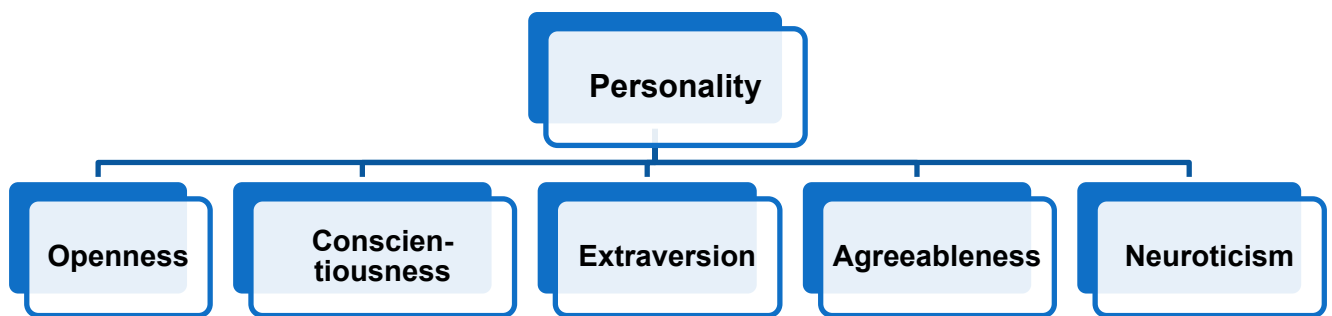 Personality
Openness
Conscien-
tiousness
Extraversion
Agreeableness
Neuroticism